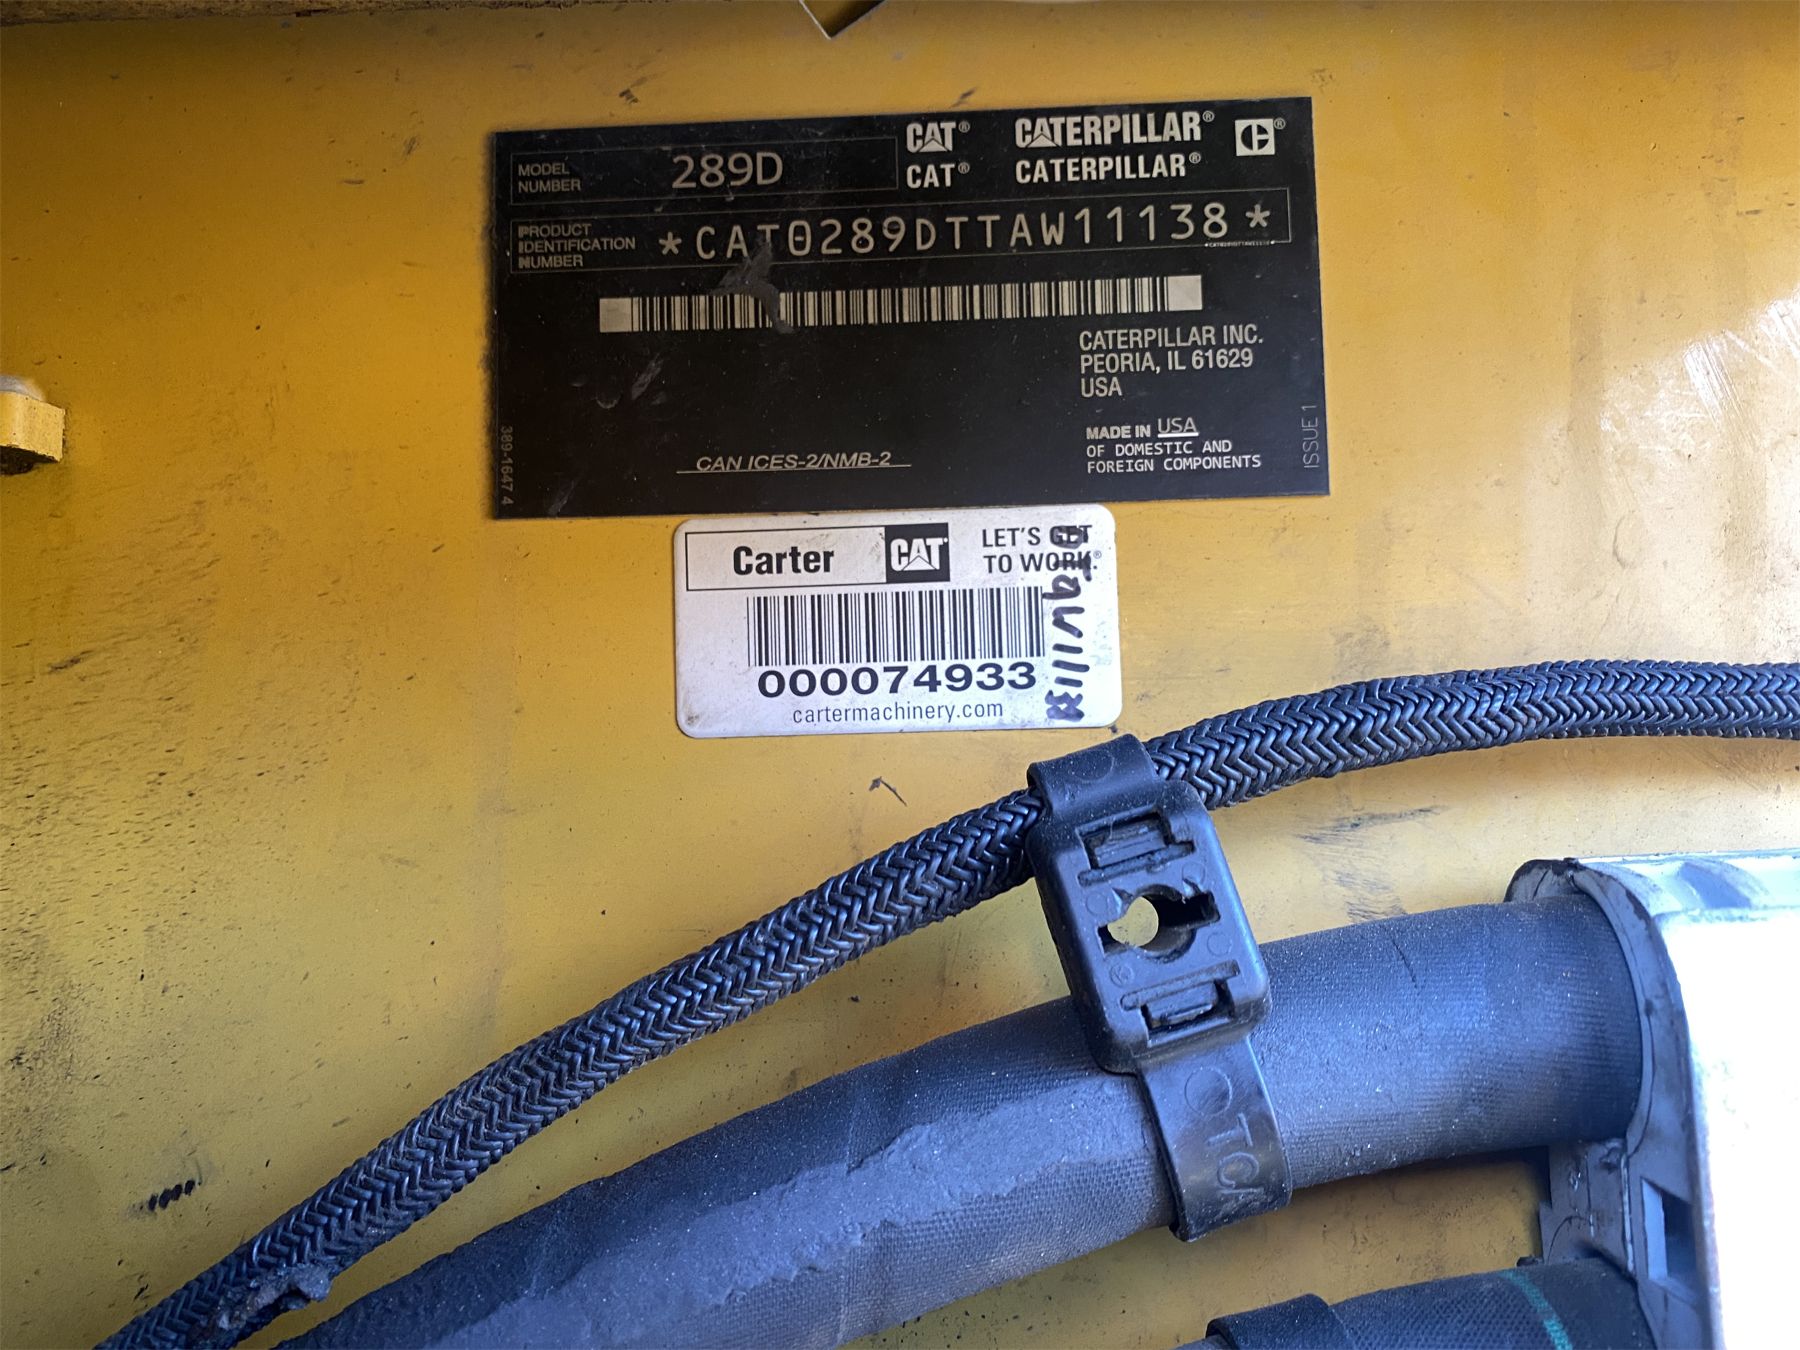 MODEL NUMBER 289D
CAT® CATERPILLAR®
CAT® CATERPILLAR®
PRODUCT IDENTIFICATION NUMBER *CAT0289DTTAW11138*
CATERPILLAR INC.
PEORIA, IL 61629
USA
MADE IN USA
OF DOMESTIC AND
FOREIGN COMPONENTS
CAN ICES-2/NMB-2
389-1647 4
ISSUE 1
Carter CAT
LET'S GET
TO WORK.®
000074933
cartermachinery.com